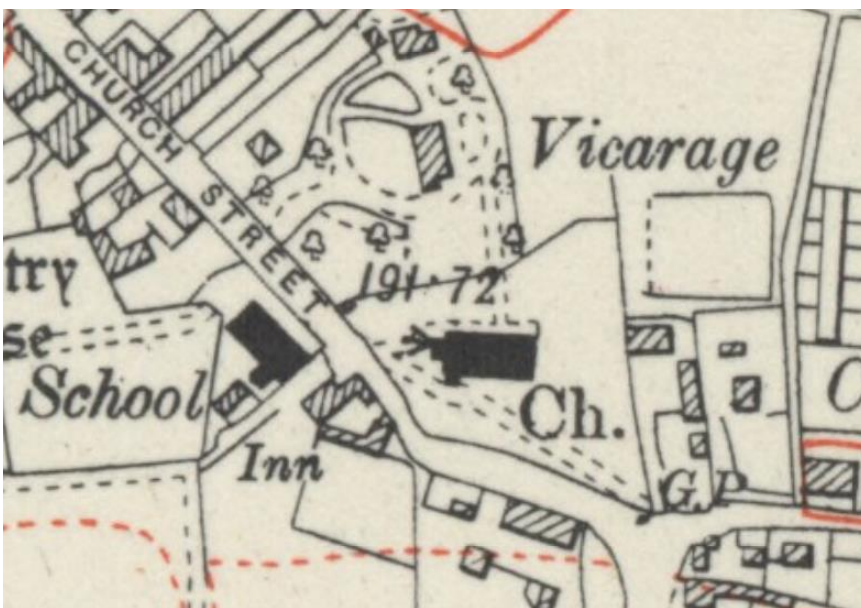 CHURCH STREET
Vicarage
try
191·72
se
School
Ch.
C
Inn
G.P.